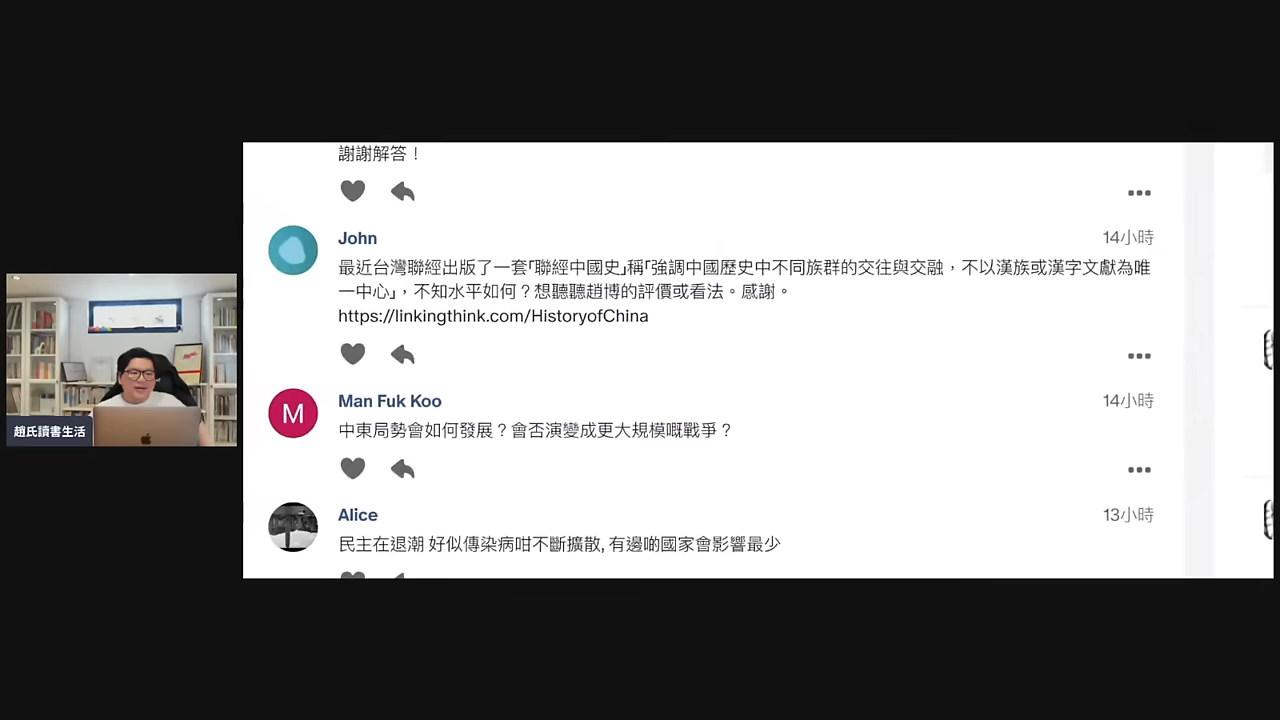 謝謝解答！
John
14小時
最近台灣聯經出版了一套「聯經中國史」稱「強調中國歷史中不同族群的交往與交融，不以漢族或漢字文獻為唯
一中心」，不知水平如何？想聽聽趙博的評價或看法。感謝。
https://linkingthink.com/HistoryofChina
M
Man Fuk Koo
14小時
中東局勢會如何發展？會否演變成更大規模嘅戰爭？
Alice
13小時
民主在退潮 好似傳染病咁不斷擴散, 有邊啲國家會影響最少
趙氏讀書生活